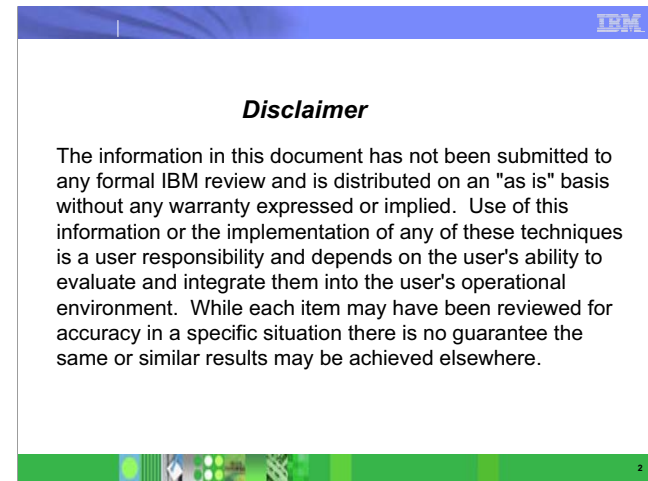 IBM
Disclaimer
The information in this document has not been submitted to
any formal IBM review and is distributed on an "as is" basis
without any warranty expressed or implied.  Use of this
information or the implementation of any of these techniques
is a user responsibility and depends on the user's ability to
evaluate and integrate them into the user's operational
environment.  While each item may have been reviewed for
accuracy in a specific situation there is no guarantee the
same or similar results may be achieved elsewhere.
2